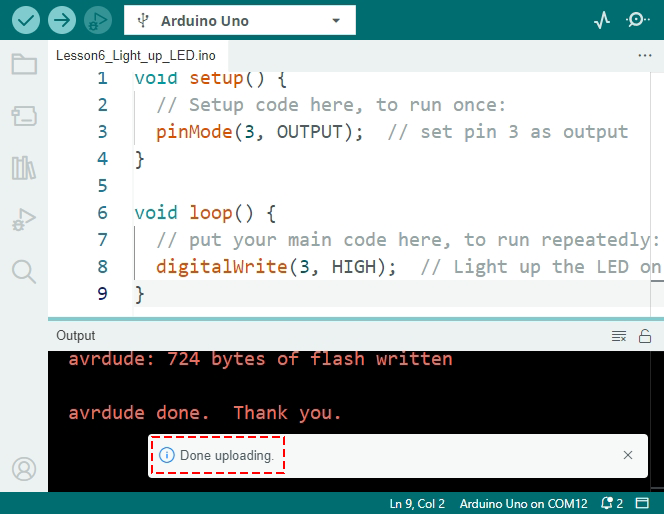 Arduino Uno
Lesson6_Light_up_LED.ino
1 void setup() {
2 // Setup code here, to run once:
3 pinMode(3, OUTPUT);  // set pin 3 as output
4 }
5
6 void loop() {
7 // put your main code here, to run repeatedly:
8 digitalWrite(3, HIGH);  // Light up the LED on
9 }
Output
avrdude: 724 bytes of flash written
avrdude done.  Thank you.
Done uploading.
Ln 9, Col 2 Arduino Uno on COM12 2